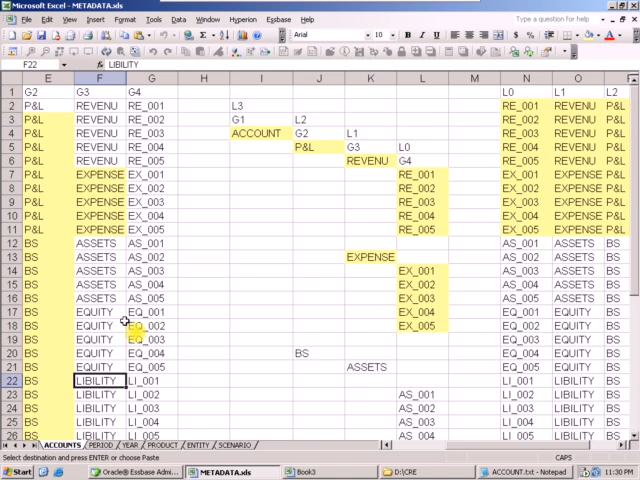 Microsoft Excel - METADATA.xls
File Edit View Insert Format Tools Data Window Hyperion Essbase Help
Type a question for help
Arial 10
F22 fx LIBILITY
E F G H I J K L M N O
1 G2 G3 G4 L0 L1 L2
2 P&L REVENU RE_001 L3 RE_001 REVENU P&L
3 P&L REVENU RE_002 G1 L2 RE_002 REVENU P&L
4 P&L REVENU RE_003 ACCOUNT G2 L1 RE_003 REVENU P&L
5 P&L REVENU RE_004 P&L G3 L0 RE_004 REVENU P&L
6 P&L REVENU RE_005 REVENU G4 RE_005 REVENU P&L
7 P&L EXPENSE EX_001 RE_001 EX_001 EXPENSE P&L
8 P&L EXPENSE EX_002 RE_002 EX_002 EXPENSE P&L
9 P&L EXPENSE EX_003 RE_003 EX_003 EXPENSE P&L
10 P&L EXPENSE EX_004 RE_004 EX_004 EXPENSE P&L
11 P&L EXPENSE EX_005 RE_005 EX_005 EXPENSE P&L
12 BS ASSETS AS_001 AS_001 ASSETS BS
13 BS ASSETS AS_002 EXPENSE AS_002 ASSETS BS
14 BS ASSETS AS_003 EX_001 AS_003 ASSETS BS
15 BS ASSETS AS_004 EX_002 AS_004 ASSETS BS
16 BS ASSETS AS_005 EX_003 AS_005 ASSETS BS
17 BS EQUITY EQ_001 EX_004 EQ_001 EQUITY BS
18 BS EQUITY EQ_002 EX_005 EQ_002 EQUITY BS
19 BS EQUITY EQ_003 EQ_003 EQUITY BS
20 BS EQUITY EQ_004 BS EQ_004 EQUITY BS
21 BS EQUITY EQ_005 ASSETS EQ_005 EQUITY BS
22 BS LIBILITY LI_001 LI_001 LIBILITY BS
23 BS LIBILITY LI_002 AS_001 LI_002 LIBILITY BS
24 BS LIBILITY LI_003 AS_002 LI_003 LIBILITY BS
25 BS LIBILITY LI_004 AS_003 LI_004 LIBILITY BS
26 BS LIBILITY LI_005 AS_004 LI_005 LIBILITY BS
ACCOUNTS PERIOD YEAR PRODUCT ENTITY SCENARIO
Select destination and press ENTER or choose Paste CAPS
Start Oracle® Essbase Admi... METADATA.xls Book3 D:\CRE ACCOUNT.txt - Notepad 11:30 PM